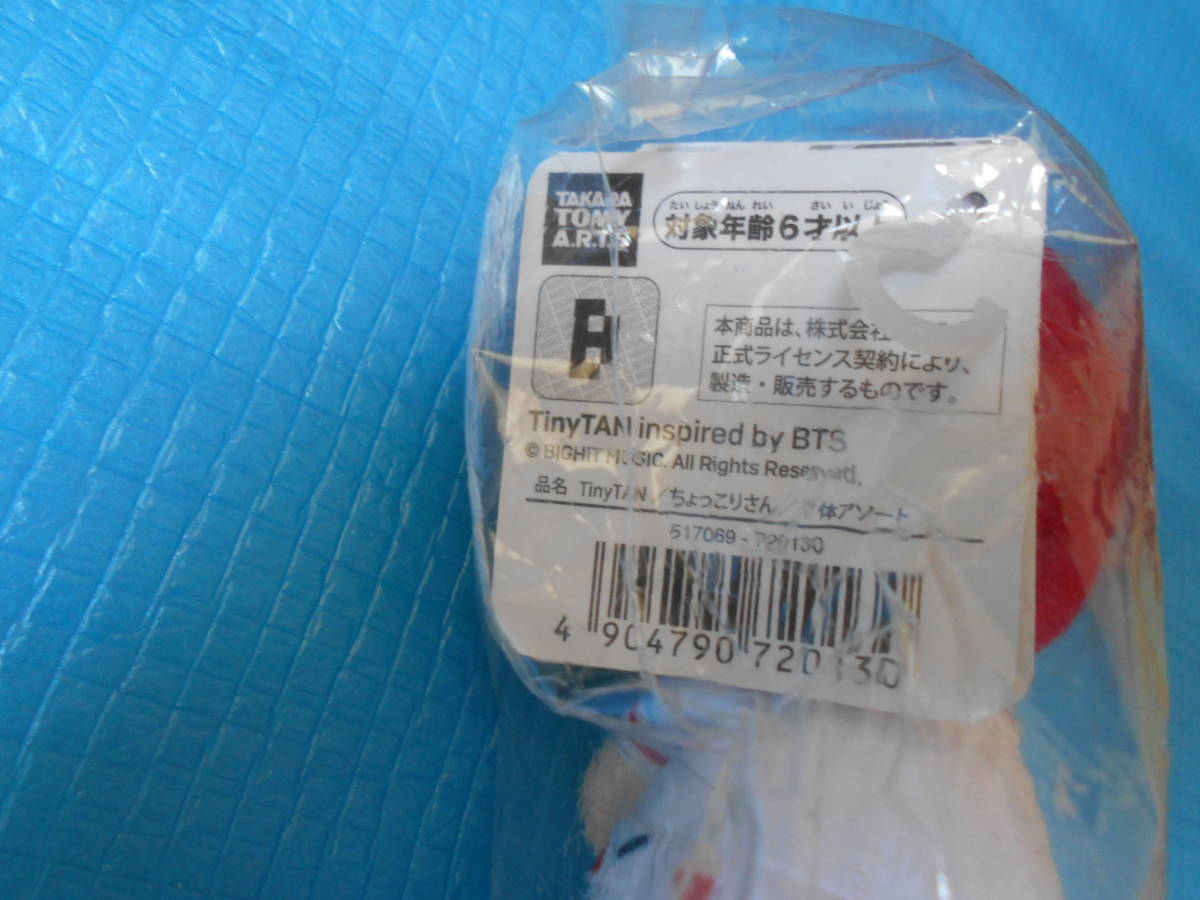 TAKARA
TOMY
A.R.T.S
たいしょう ねん れい さい い じょう
対象年齢6才以上
本商品は、株式会社
正式ライセンス契約により、
製造・販売するものです。
TinyTAN inspired by BTS
© BIGHIT MUSIC. All Rights Reserved.
品名 TinyTAN/ちょっこりさん/ 体アソート
517069-720130
4 904790 720130